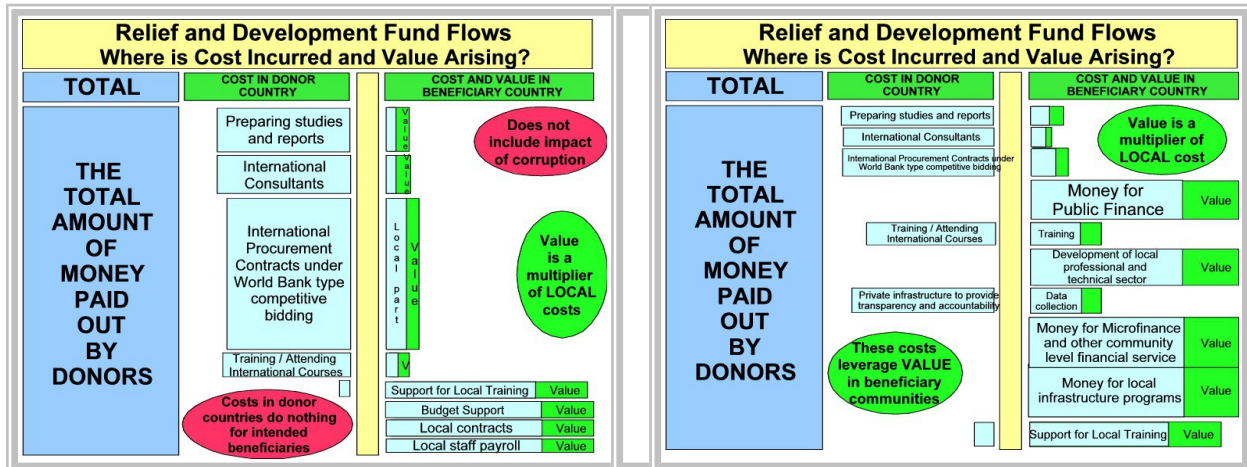 Relief and Development Fund Flows
Where is Cost Incurred and Value Arising?
TOTAL
COST IN DONOR
COUNTRY
COST AND VALUE IN
BENEFICIARY COUNTRY
THE
TOTAL
AMOUNT
OF
MONEY
PAID
OUT
BY
DONORS
Preparing studies
and reports
Value
Does not
include impact
of corruption
International
Consultants
Value
International
Procurement
Contracts under
World Bank type
competitive
bidding
Local part
Value
Value
is a
multiplier
of LOCAL
costs
Training / Attending
International Courses
V
Costs in donor
countries do nothing
for intended
beneficiaries
Support for Local Training
Value
Budget Support
Value
Local contracts
Value
Local staff payroll
Value
Relief and Development Fund Flows
Where is Cost Incurred and Value Arising?
TOTAL
COST IN DONOR
COUNTRY
COST AND VALUE IN
BENEFICIARY COUNTRY
THE
TOTAL
AMOUNT
OF
MONEY
PAID
OUT
BY
DONORS
Preparing studies and reports
International Consultants
International Procurement Contracts under
World Bank type competitive bidding
Value is a
multiplier of
LOCAL cost
Money for
Public Finance
Value
Training / Attending
International Courses
Training
Development of local
professional and
technical sector
Value
Private infrastructure to provide
transparency and accountability
Data
collection
These costs
leverage VALUE
in beneficiary
communities
Money for Microfinance
and other community
level financial service
Value
Money for local
infrastructure programs
Value
Support for Local Training
Value